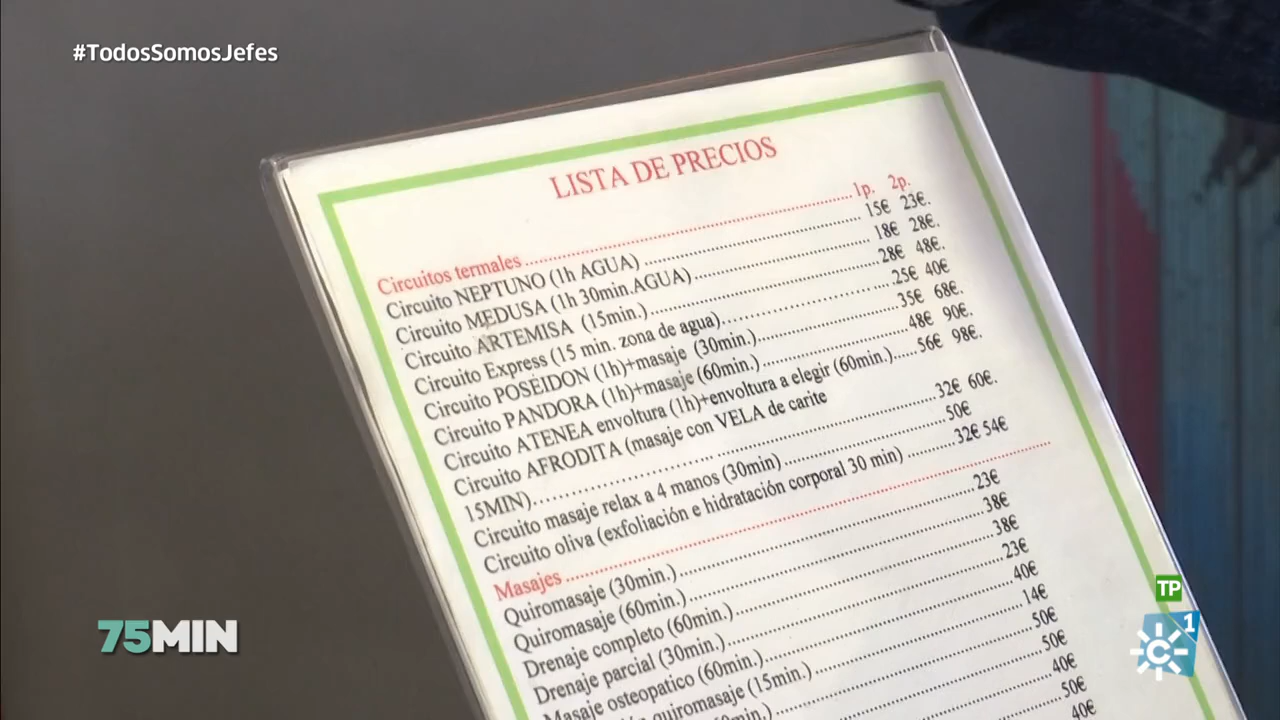 #TodosSomosJefes
LISTA DE PRECIOS
Circuitos termales 1p. 2p.
Circuito NEPTUNO (1h AGUA) 15€ 23€.
Circuito MEDUSA (1h 30min.AGUA) 18€ 28€.
Circuito ARTEMISA (15min.) 28€ 48€.
Circuito Express (15 min. zona de agua) 25€ 40€
Circuito POSEIDON (1h)+masaje (30min.) 35€ 68€.
Circuito PANDORA (1h)+masaje (60min.) 48€ 90€.
Circuito ATENEA envoltura (1h)+envoltura a elegir (60min.) 56€ 98€.
Circuito AFRODITA (masaje con VELA de carite
15MIN) 32€ 60€.
Circuito masaje relax a 4 manos (30min) 50€
Circuito oliva (exfoliación e hidratación corporal 30 min) 32€ 54€
Masajes
Quiromasaje (30min.) 23€
Quiromasaje (60min.) 38€
Drenaje completo (60min.) 38€
Drenaje parcial (30min.) 23€
Masaje osteopatico (60min.) 40€
quiromasaje (15min.) 14€
50€
50€
40€
50€
40€
TP
75MIN
1